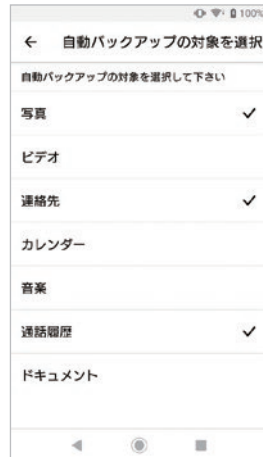 100%
← 自動バックアップの対象を選択
自動バックアップの対象を選択して下さい
写真
ビデオ
連絡先
カレンダー
音楽
通話履歴
ドキュメント